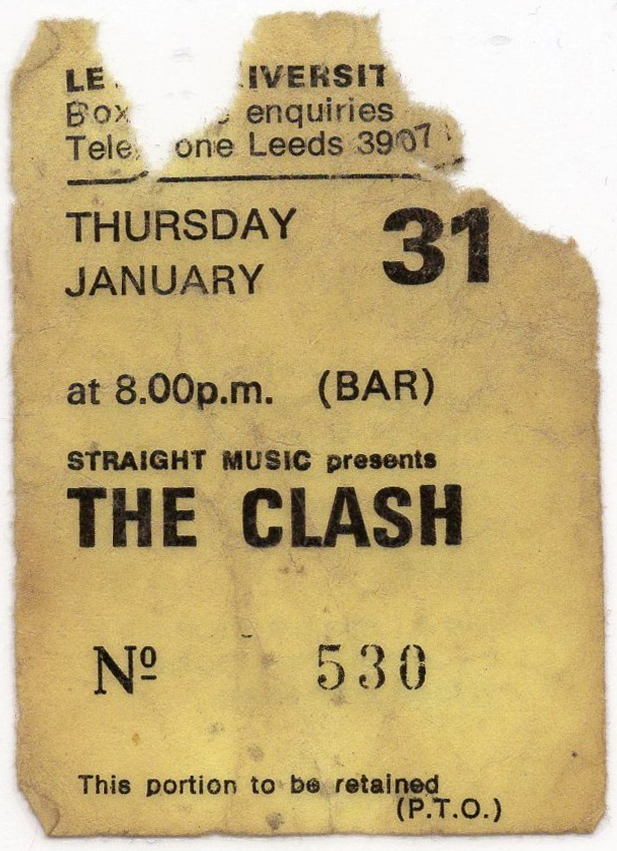 LE IVERSIT
Box enquiries
Tele one Leeds 3907
THURSDAY 31
JANUARY
at 8.00p.m. (BAR)
STRAIGHT MUSIC presents
THE CLASH
Nº 530
This portion to be retained
(P.T.O.)